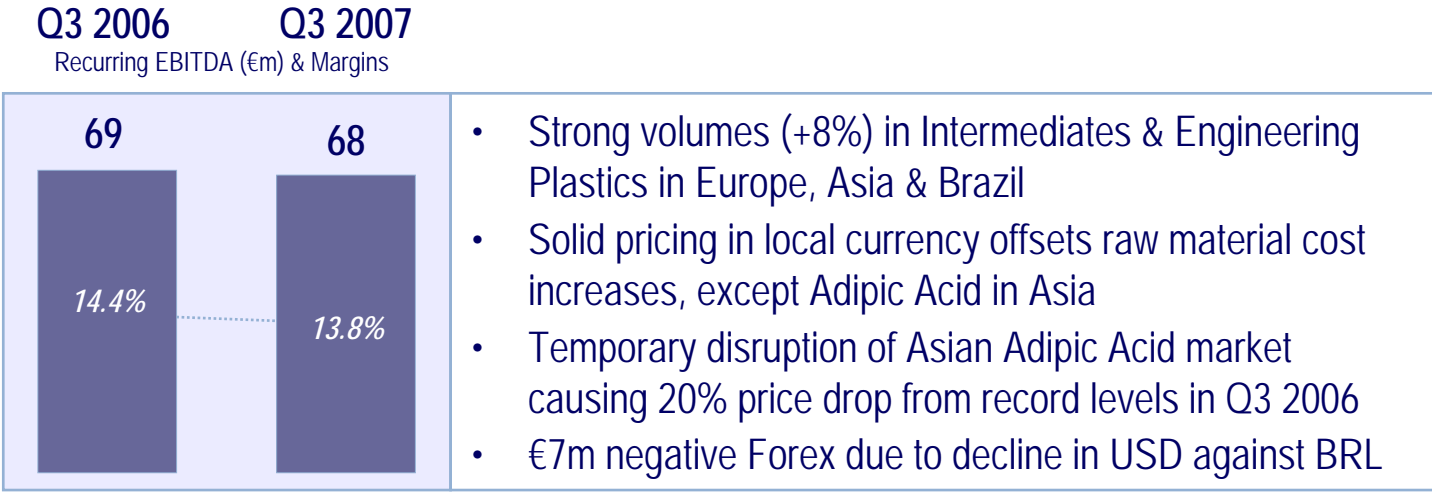 Q3 2006 Q3 2007
Recurring EBITDA (€m) & Margins
69 68
14.4%
13.8%
• Strong volumes (+8%) in Intermediates & Engineering
Plastics in Europe, Asia & Brazil
• Solid pricing in local currency offsets raw material cost
increases, except Adipic Acid in Asia
• Temporary disruption of Asian Adipic Acid market
causing 20% price drop from record levels in Q3 2006
• €7m negative Forex due to decline in USD against BRL